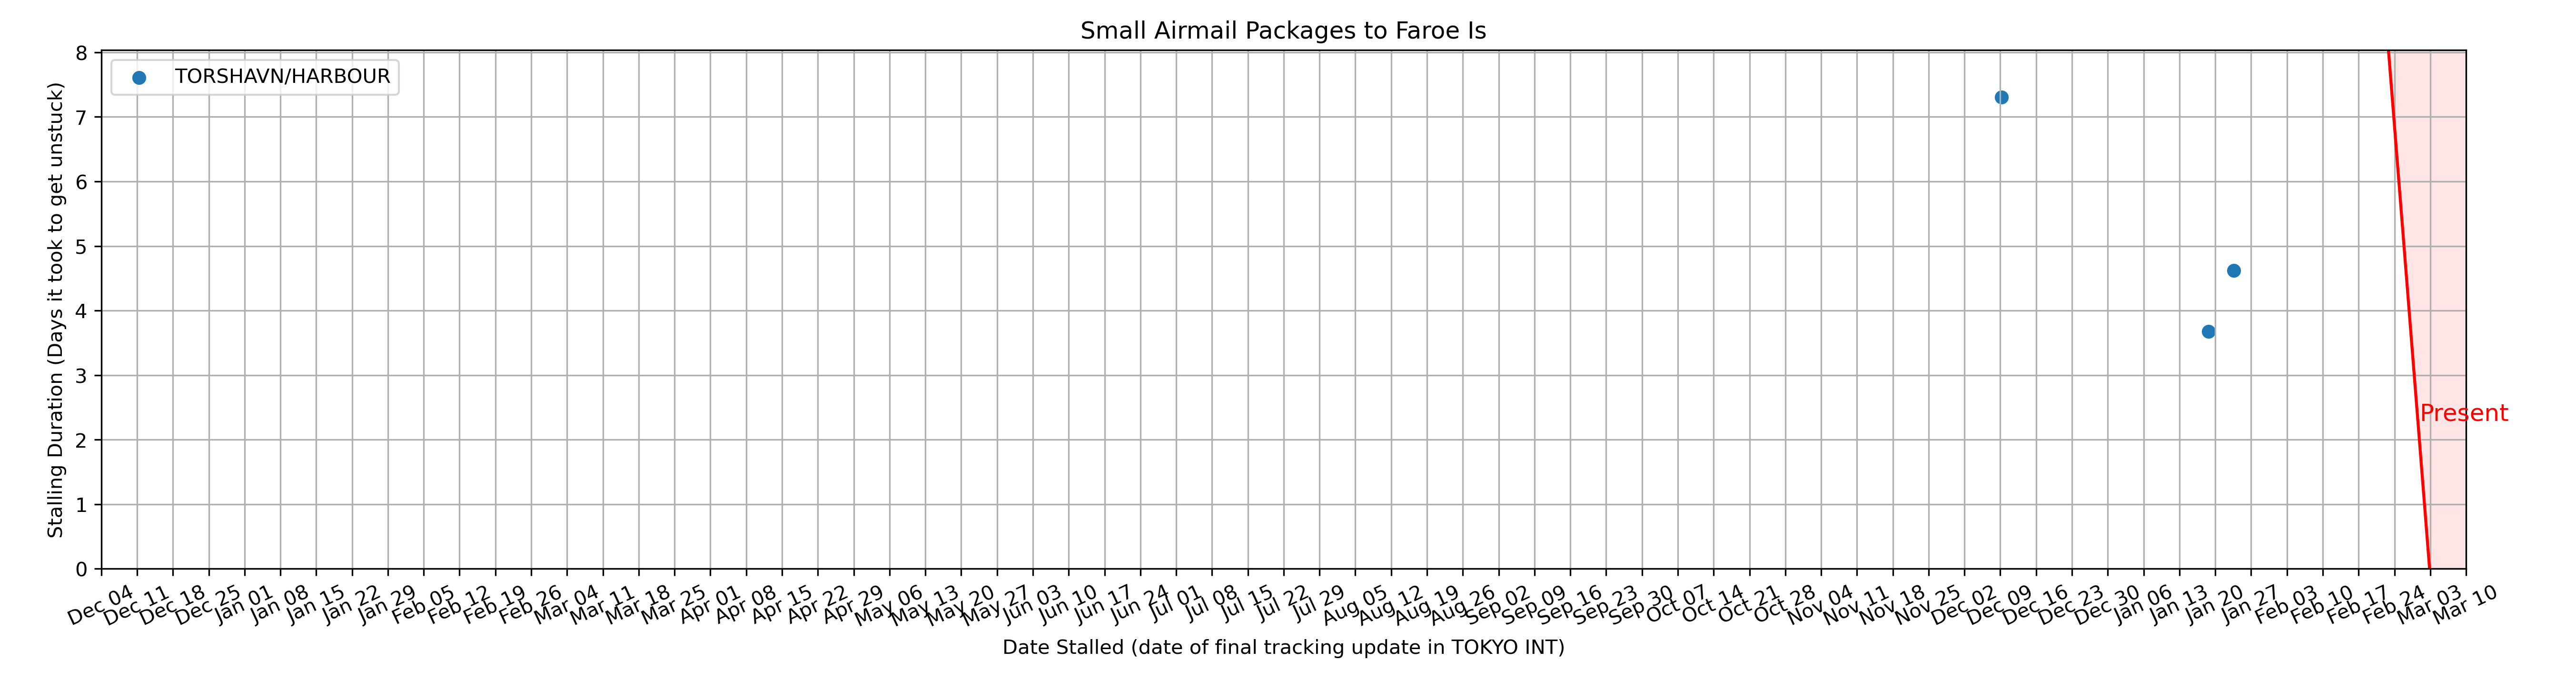 Small Airmail Packages to Faroe Is
TORSHAVN/HARBOUR
Stalling Duration (Days it took to get unstuck)
8
7
6
5
4
3
2
1
0
Present
Dec 04 Dec 11 Dec 18 Dec 25 Jan 01 Jan 08 Jan 15 Jan 22 Jan 29 Feb 05 Feb 12 Feb 19 Feb 26 Mar 04 Mar 11 Mar 18 Mar 25 Apr 01 Apr 08 Apr 15 Apr 22 Apr 29 May 06 May 13 May 20 May 27 Jun 03 Jun 10 Jun 17 Jun 24 Jul 01 Jul 08 Jul 15 Jul 22 Jul 29 Aug 05 Aug 12 Aug 19 Aug 26 Sep 02 Sep 09 Sep 16 Sep 23 Sep 30 Oct 07 Oct 14 Oct 21 Oct 28 Nov 04 Nov 11 Nov 18 Nov 25 Dec 02 Dec 09 Dec 16 Dec 23 Dec 30 Jan 06 Jan 13 Jan 20 Jan 27 Feb 03 Feb 10 Feb 17 Feb 24 Mar 03 Mar 10
Date Stalled (date of final tracking update in TOKYO INT)